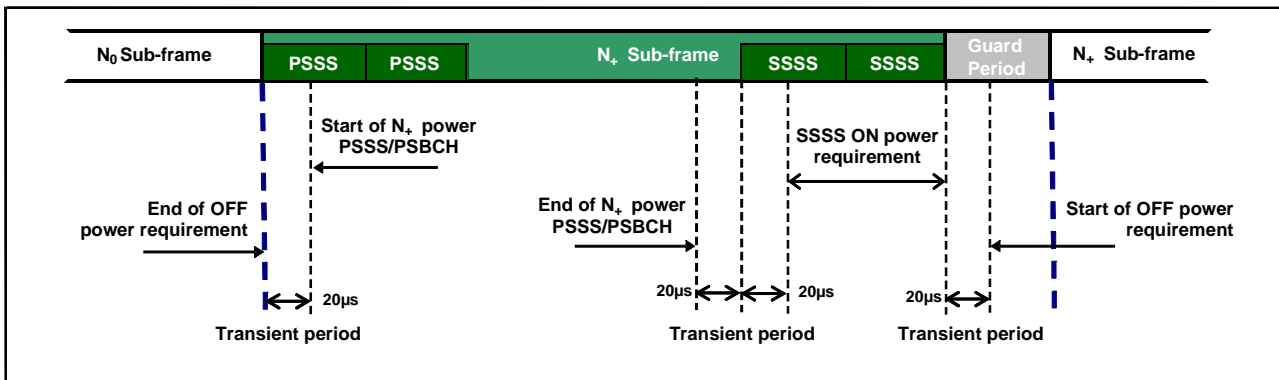 N0 Sub-frame
PSSS
PSSS
N+ Sub-frame
SSSS
SSSS
Guard
Period
N+ Sub-frame
Start of N+ power
PSSS/PSBCH
SSSS ON power
requirement
End of OFF
power requirement
End of N+ power
PSSS/PSBCH
Start of OFF power
requirement
20µs
20µs
20µs
20µs
Transient period
Transient period
Transient period